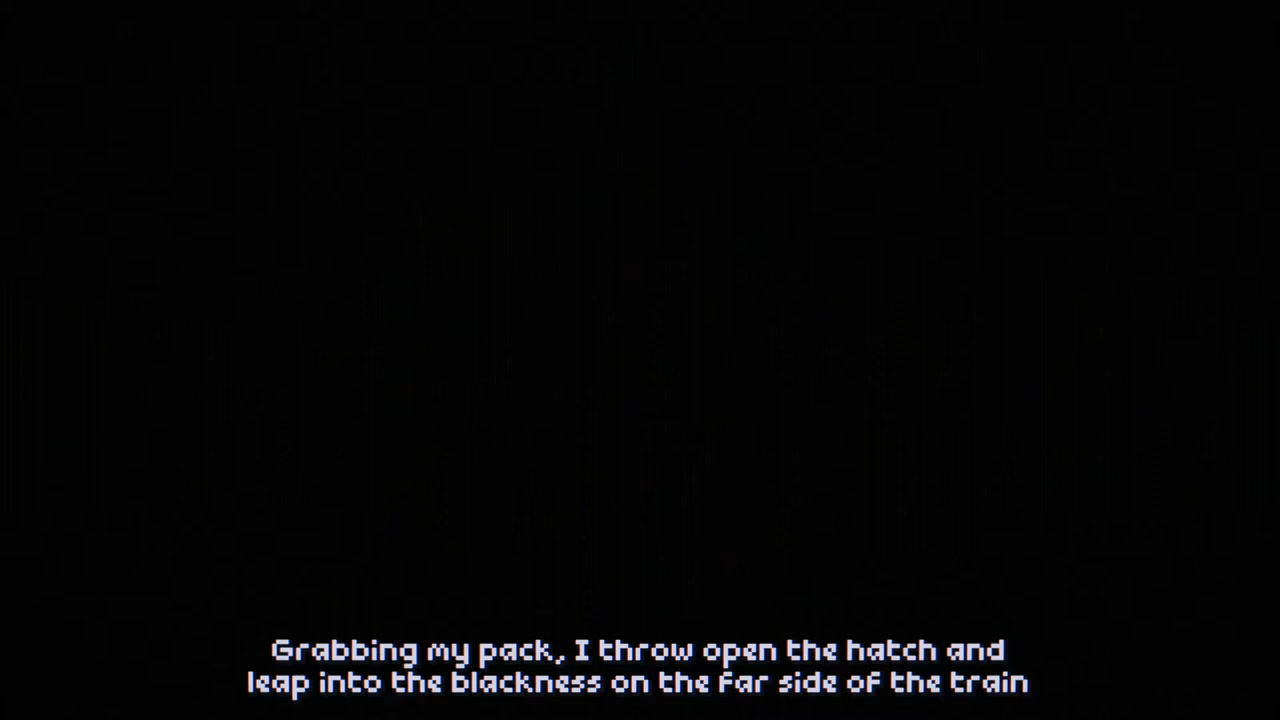 Grabbing my pack, I throw open the hatch and
leap into the blackness on the far side of the train